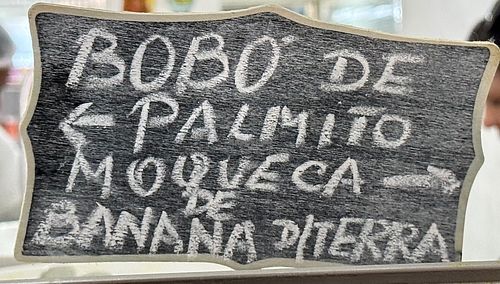 BOBÓ DE
← PALMITO
MOQUECA →
DE
BANANA D/TERRA